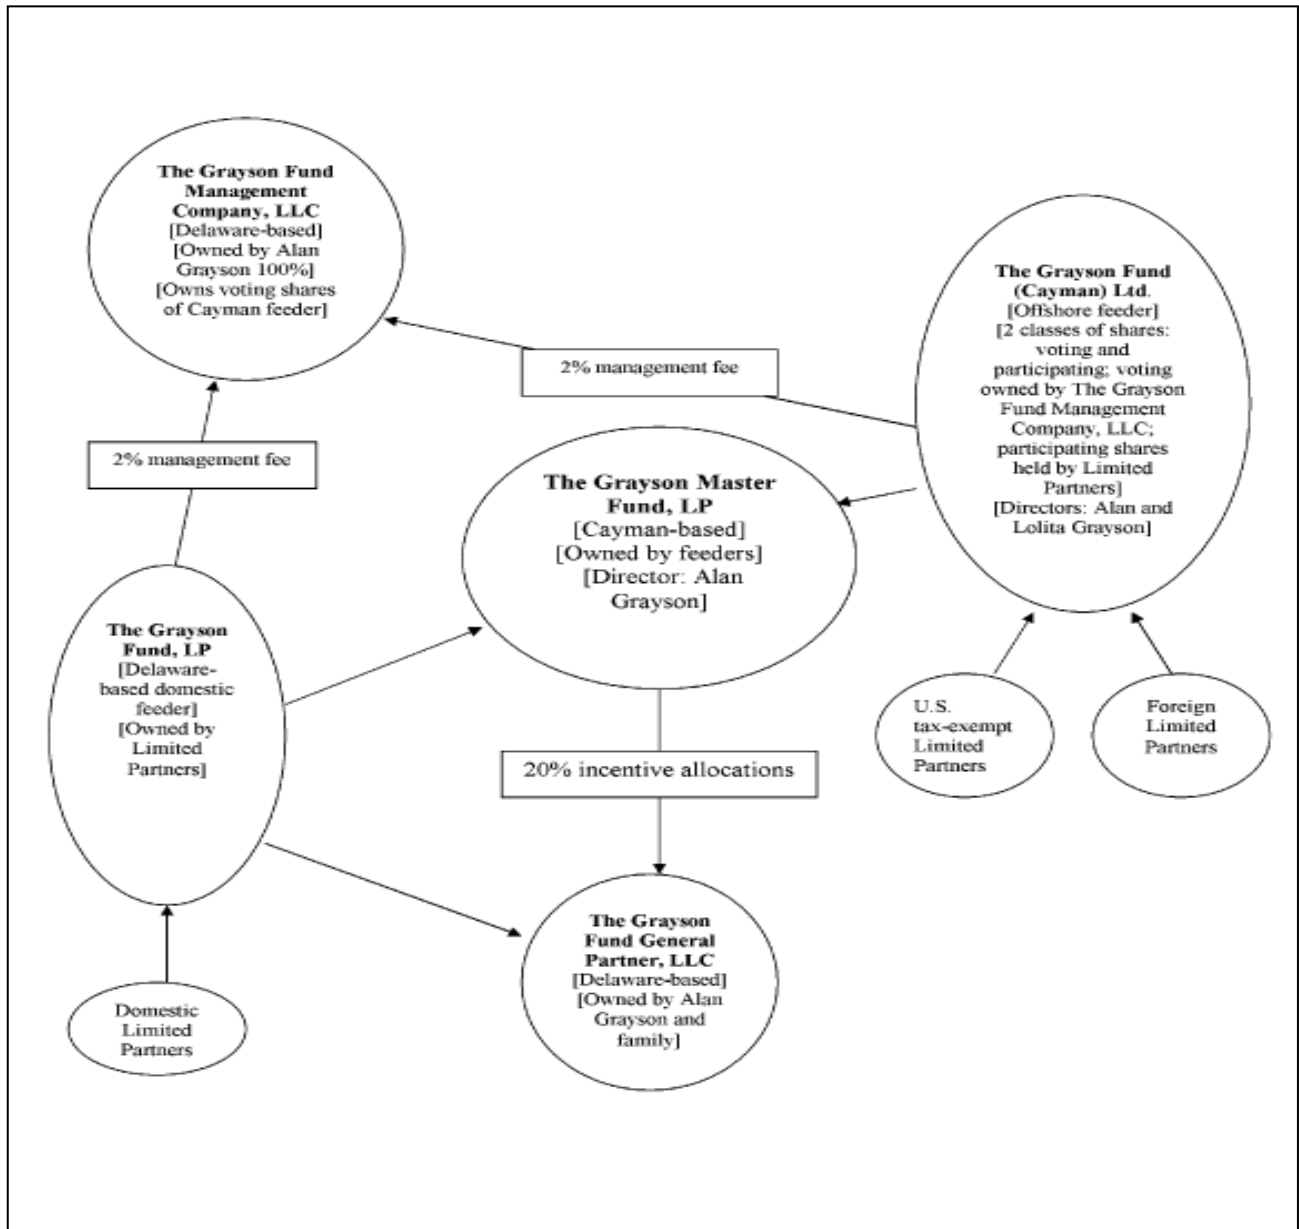 The Grayson Fund
Management
Company, LLC
[Delaware-based]
[Owned by Alan
Grayson 100%]
[Owns voting shares
of Cayman feeder]
The Grayson Fund
(Cayman) Ltd.
[Offshore feeder]
[2 classes of shares:
voting and
participating; voting
owned by The Grayson
Fund Management
Company, LLC;
participating shares
held by Limited
Partners]
[Directors: Alan and
Lolita Grayson]
2% management fee
2% management fee
The Grayson Master
Fund, LP
[Cayman-based]
[Owned by feeders]
[Director: Alan
Grayson]
The Grayson
Fund, LP
[Delaware-
based domestic
feeder]
[Owned by
Limited
Partners]
U.S.
tax-exempt
Limited
Partners
Foreign
Limited
Partners
20% incentive allocations
The Grayson
Fund General
Partner, LLC
[Delaware-based]
[Owned by Alan
Grayson and
family]
Domestic
Limited
Partners